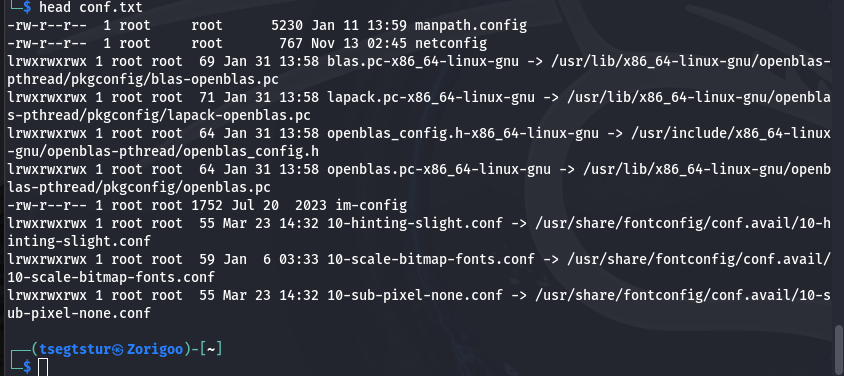 └─$ head conf.txt
-rw-r--r--  1 root     root      5230 Jan 11 13:59 manpath.config
-rw-r--r--  1 root     root       767 Nov 13 02:45 netconfig
lrwxrwxrwx 1 root root  69 Jan 31 13:58 blas.pc-x86_64-linux-gnu -> /usr/lib/x86_64-linux-gnu/openblas-
pthread/pkgconfig/blas-openblas.pc
lrwxrwxrwx 1 root root  71 Jan 31 13:58 lapack.pc-x86_64-linux-gnu -> /usr/lib/x86_64-linux-gnu/openbla
s-pthread/pkgconfig/lapack-openblas.pc
lrwxrwxrwx 1 root root  64 Jan 31 13:58 openblas_config.h-x86_64-linux-gnu -> /usr/include/x86_64-linux
-gnu/openblas-pthread/openblas_config.h
lrwxrwxrwx 1 root root  64 Jan 31 13:58 openblas.pc-x86_64-linux-gnu -> /usr/lib/x86_64-linux-gnu/openb
las-pthread/pkgconfig/openblas.pc
-rw-r--r-- 1 root root 1752 Jul 20  2023 im-config
lrwxrwxrwx 1 root root  55 Mar 23 14:32 10-hinting-slight.conf -> /usr/share/fontconfig/conf.avail/10-h
inting-slight.conf
lrwxrwxrwx 1 root root  59 Jan  6 03:33 10-scale-bitmap-fonts.conf -> /usr/share/fontconfig/conf.avail/
10-scale-bitmap-fonts.conf
lrwxrwxrwx 1 root root  55 Mar 23 14:32 10-sub-pixel-none.conf -> /usr/share/fontconfig/conf.avail/10-s
ub-pixel-none.conf
┌──(tsegtstur㉿Zorigoo)-[~]
└─$